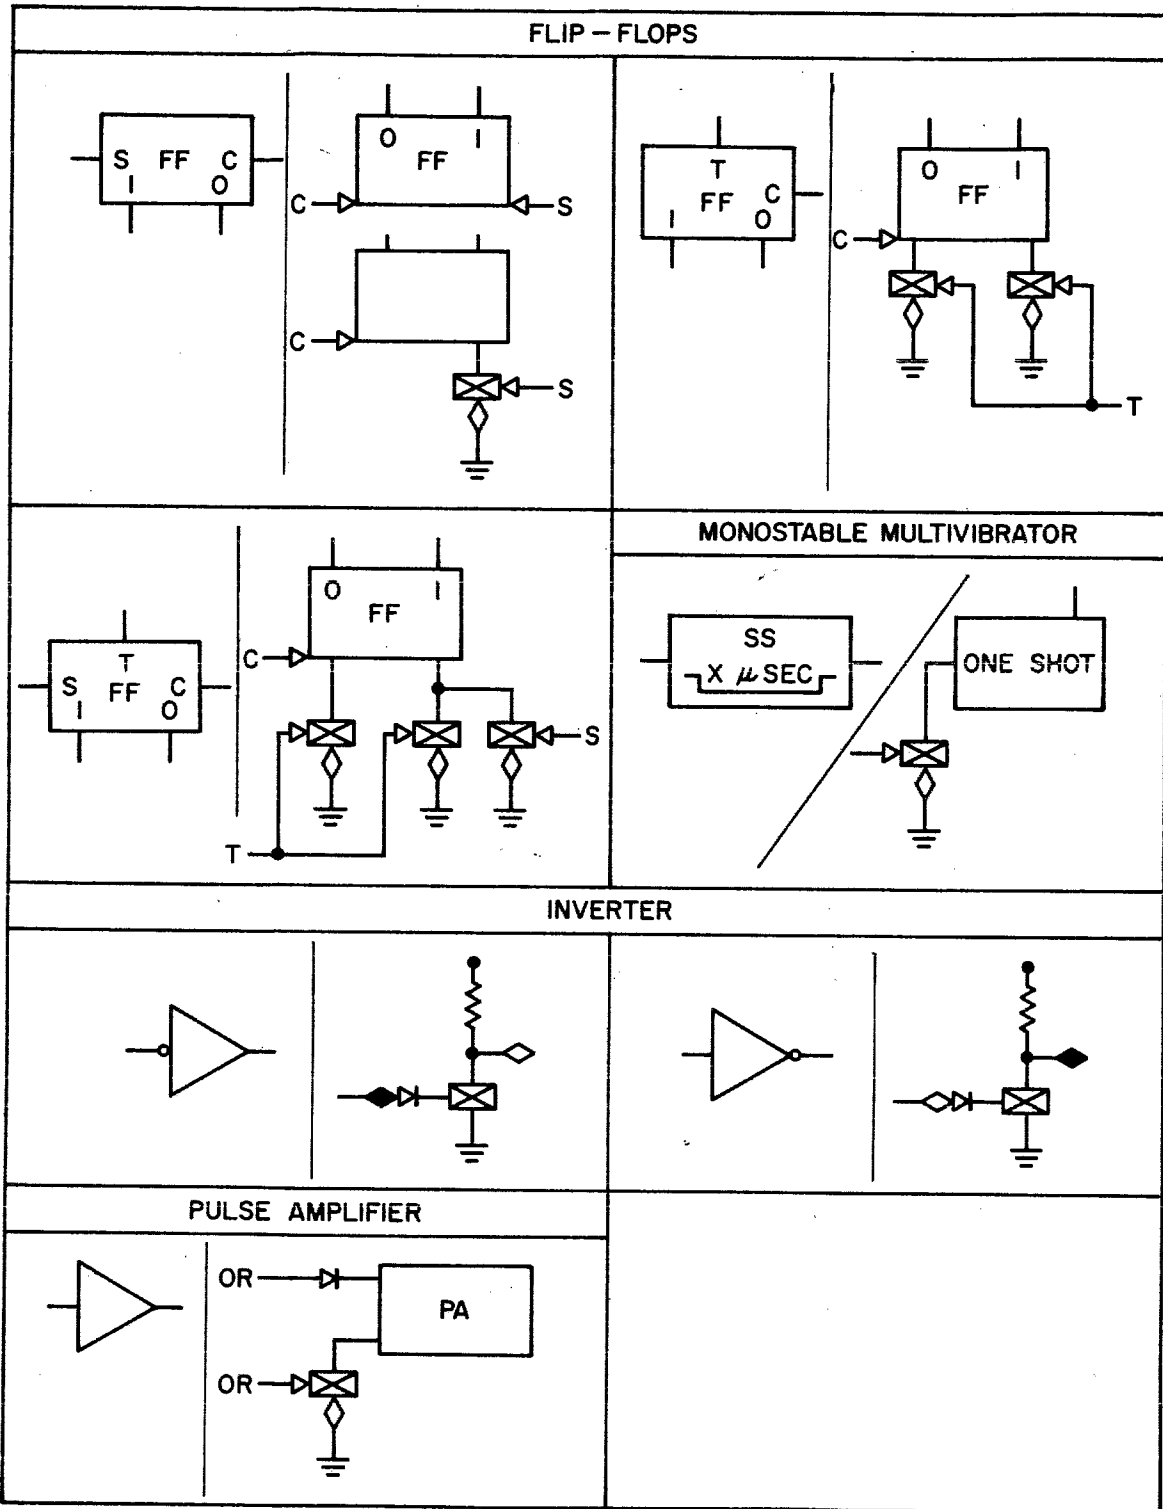 FLIP – FLOPS
S FF C
I O
O I
FF
C S
C
S
T
FF C
I O
O I
FF
C
T
T
S FF C
I O
O I
FF
C
S
T
MONOSTABLE MULTIVIBRATOR
SS
X μ SEC
ONE SHOT
INVERTER
PULSE AMPLIFIER
OR
PA
OR